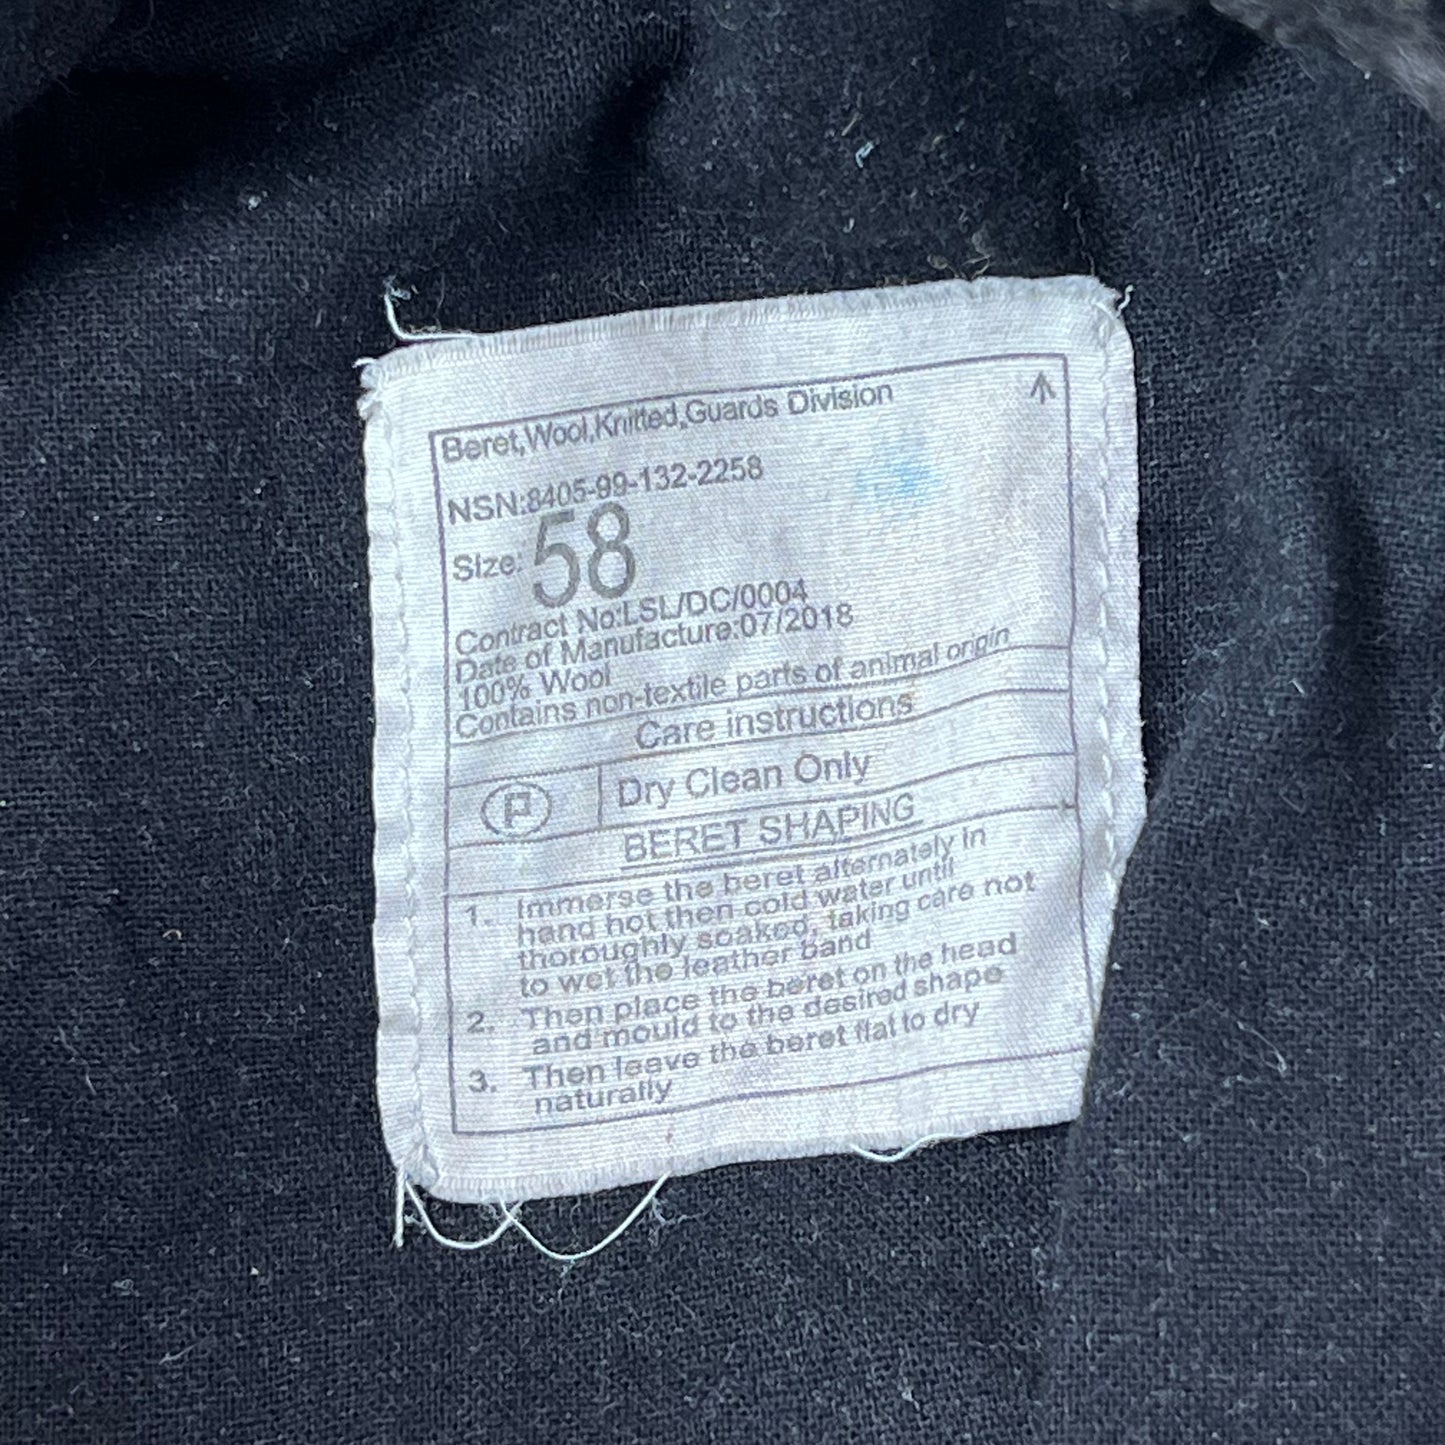 Beret,Wool,Knitted,Guards Division
NSN:8405-99-132-2258
Size: 58
Contract No:LSL/DC/0004
Date of Manufacture:07/2018
100% Wool
Contains non-textile parts of animal origin
Care instructions
P Dry Clean Only
BERET SHAPING
1. Immerse the beret alternately in
hand hot then cold water until
thoroughly soaked, taking care not
to wet the leather band
2. Then place the beret on the head
and mould to the desired shape
3. Then leave the beret flat to dry
naturally